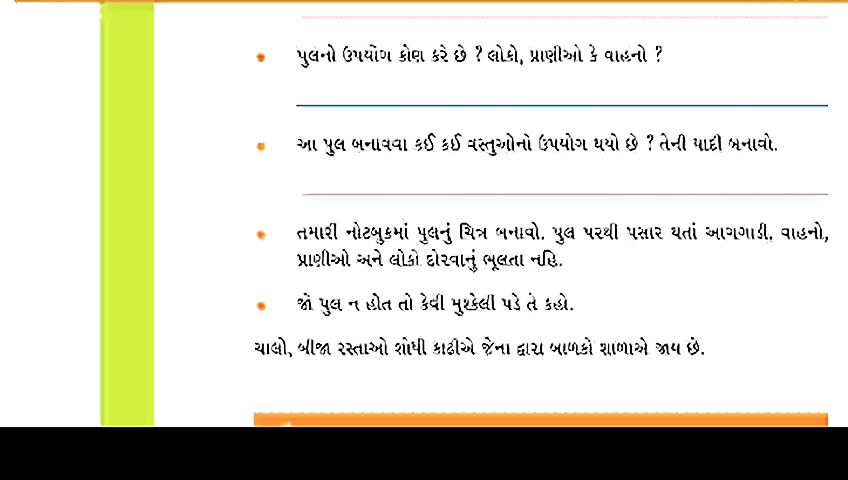 પુલનો ઉપયોગ કોણ કરે છે ? લોકો, પ્રાણીઓ કે વાહનો ?
આ પુલ બનાવવા કઈ કઈ વસ્તુઓનો ઉપયોગ થયો છે ? તેની યાદી બનાવો.
તમારી નોટબુકમાં પુલનું ચિત્ર બનાવો. પુલ પરથી પસાર થતાં આગગાડી, વાહનો,
પ્રાણીઓ અને લોકો દોરવાનું ભૂલતા નહિ.
જો પુલ ન હોત તો કેવી મુશ્કેલી પડે તે કહો.
ચાલો, બીજા રસ્તાઓ શોધી કાઢીએ જેના દ્વારા બાળકો શાળાએ જાય છે.